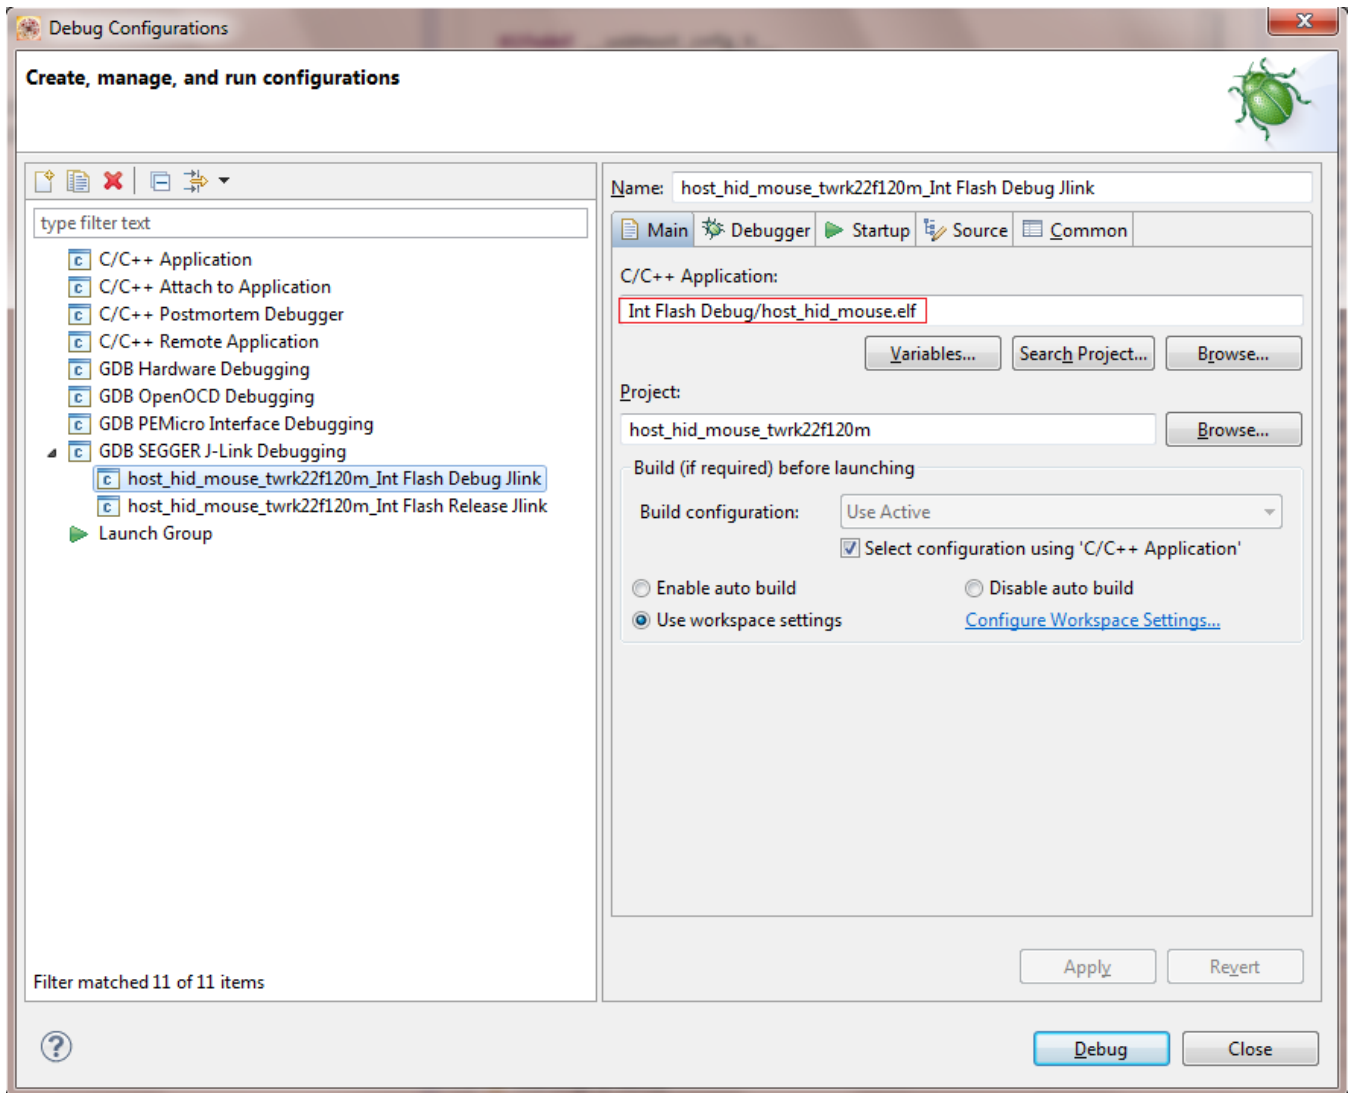 Debug Configurations
Create, manage, and run configurations
type filter text
C/C++ Application
C/C++ Attach to Application
C/C++ Postmortem Debugger
C/C++ Remote Application
GDB Hardware Debugging
GDB OpenOCD Debugging
GDB PEMicro Interface Debugging
GDB SEGGER J-Link Debugging
host_hid_mouse_twrk22f120m_Int Flash Debug Jlink
host_hid_mouse_twrk22f120m_Int Flash Release Jlink
Launch Group
Filter matched 11 of 11 items
Name: host_hid_mouse_twrk22f120m_Int Flash Debug Jlink
Main Debugger Startup Source Common
C/C++ Application:
Int Flash Debug/host_hid_mouse.elf
Variables... Search Project... Browse...
Project:
host_hid_mouse_twrk22f120m Browse...
Build (if required) before launching
Build configuration: Use Active
Select configuration using 'C/C++ Application'
Enable auto build Disable auto build
Use workspace settings Configure Workspace Settings...
Apply Revert
Debug Close